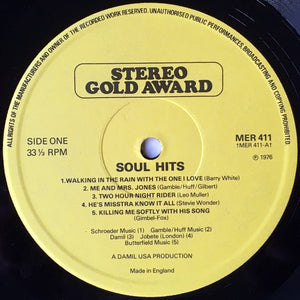 ALL RIGHTS OF THE MANUFACTURERS AND OWNER OF THE RECORDED WORK RESERVED. UNAUTHORISED PUBLIC PERFORMANCES, BROADCASTING AND COPYING PROHIBITED
STEREO
GOLD AWARD
SIDE ONE
33 ⅓ RPM
MER 411
1MER 411-A1
℗ 1976
SOUL HITS
1.WALKING IN THE RAIN WITH THE ONE I LOVE (Barry White)
2. ME AND MRS. JONES (Gamble/Huff / Gilbert)
3. TWO HOUR NIGHT RIDER (Leo Muller)
4. HE'S MISSTRA KNOW IT ALL (Stevie Wonder)
5. KILLING ME SOFTLY WITH HIS SONG
(Gimbel-Fox)
Schroeder Music (1) Gamble/Huff Music (2)
Damil (3) Jobete (London) (4)
Butterfield Music (5)
A DAMIL USA PRODUCTION
Made in England